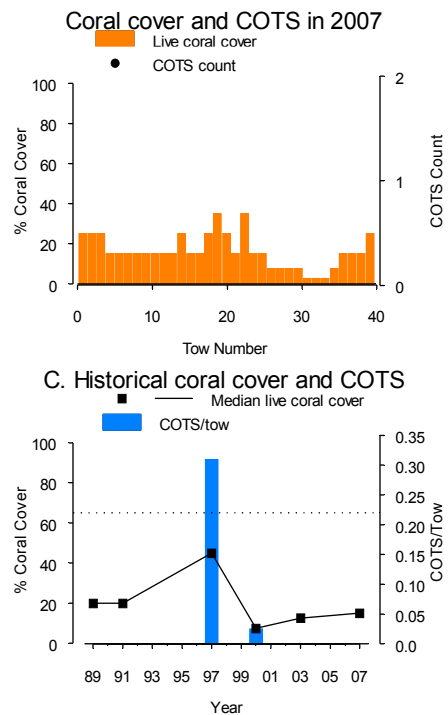 Coral cover and COTS in 2007
Live coral cover
COTS count
100
80
60
40
20
0
% Coral Cover
2
1
0
COTS Count
0 10 20 30 40
Tow Number
C. Historical coral cover and COTS
Median live coral cover
COTS/tow
100
80
60
40
20
0
% Coral Cover
0.35
0.30
0.25
0.20
0.15
0.10
0.05
0.0
COTS/Tow
89 91 93 95 97 99 01 03 05 07
Year